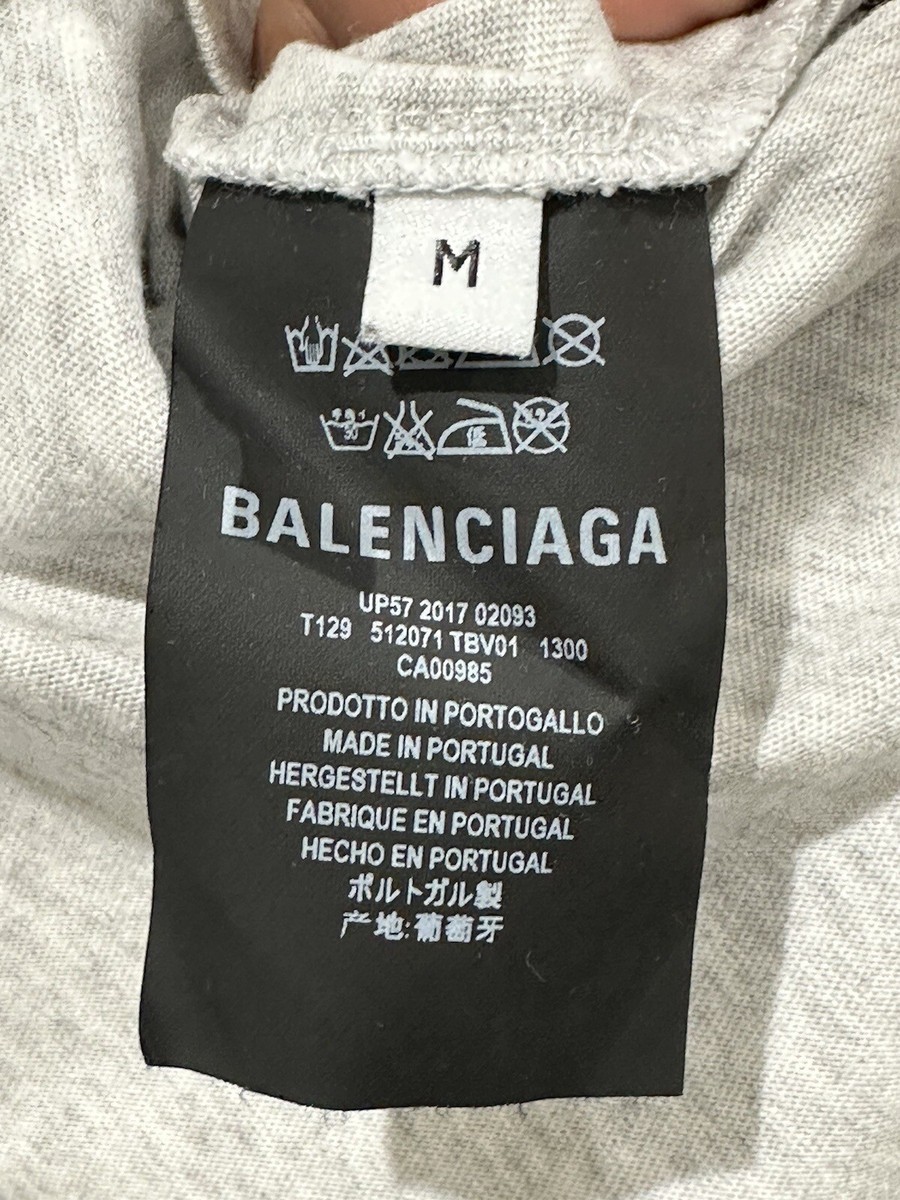 M
BALENCIAGA
UP57 2017 02093
T129 512071 TBV01 1300
CA00985
PRODOTTO IN PORTOGALLO
MADE IN PORTUGAL
HERGESTELLT IN PORTUGAL
FABRIQUE EN PORTUGAL
HECHO EN PORTUGAL
ポルトガル製
产地:葡萄牙